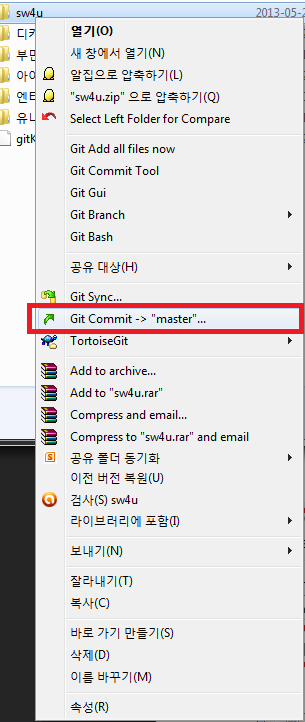 sw4u
2013-05-2
디카
열기(O)
부먼
새 창에서 열기(N)
아이
알집으로 압축하기(L)
엔트
"sw4u.zip" 으로 압축하기(Q)
유니
Select Left Folder for Compare
gitK
Git Add all files now
Git Commit Tool
Git Gui
Git Branch
Git Bash
공유 대상(H)
Git Sync...
Git Commit -> "master"...
TortoiseGit
Add to archive...
Add to "sw4u.rar"
Compress and email...
Compress to "sw4u.rar" and email
공유 폴더 동기화
이전 버전 복원(U)
검사(S) sw4u
라이브러리에 포함(I)
보내기(N)
잘라내기(T)
복사(C)
바로 가기 만들기(S)
삭제(D)
이름 바꾸기(M)
속성(R)